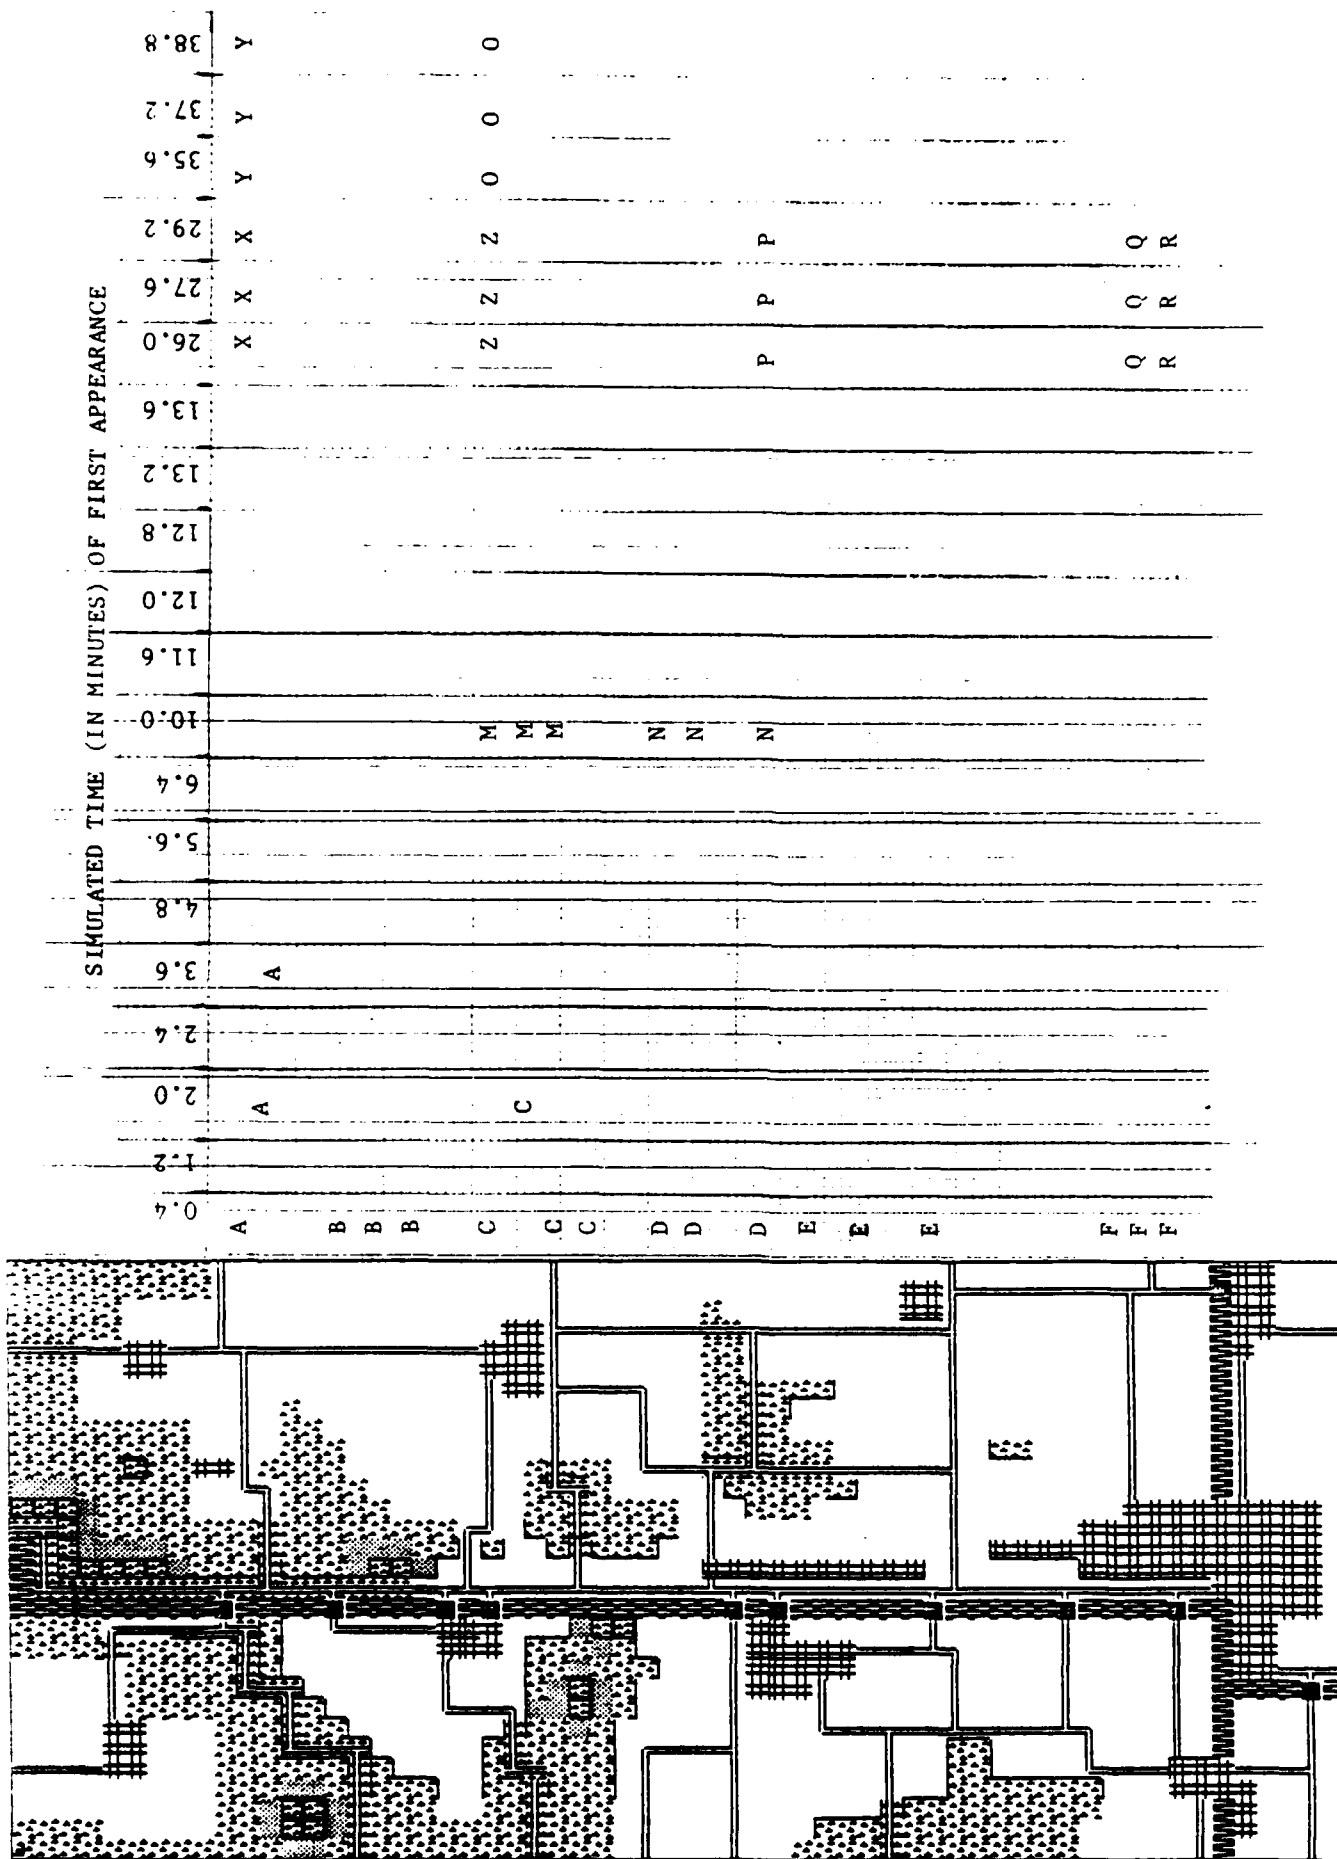 SIMULATED TIME (IN MINUTES) OF FIRST APPEARANCE
38.8 Y O
37.2 Y O
35.6 Y O
29.2 X Z P Q R
27.6 X Z P Q R
26.0 X Z P Q R
13.6
13.2
12.8
12.0
11.6
10.0 M M M N N N
6.4
5.6
4.8
3.6 A
2.4
2.0 A C
1.2
0.4 A B B B C C C D D D E E E F F F